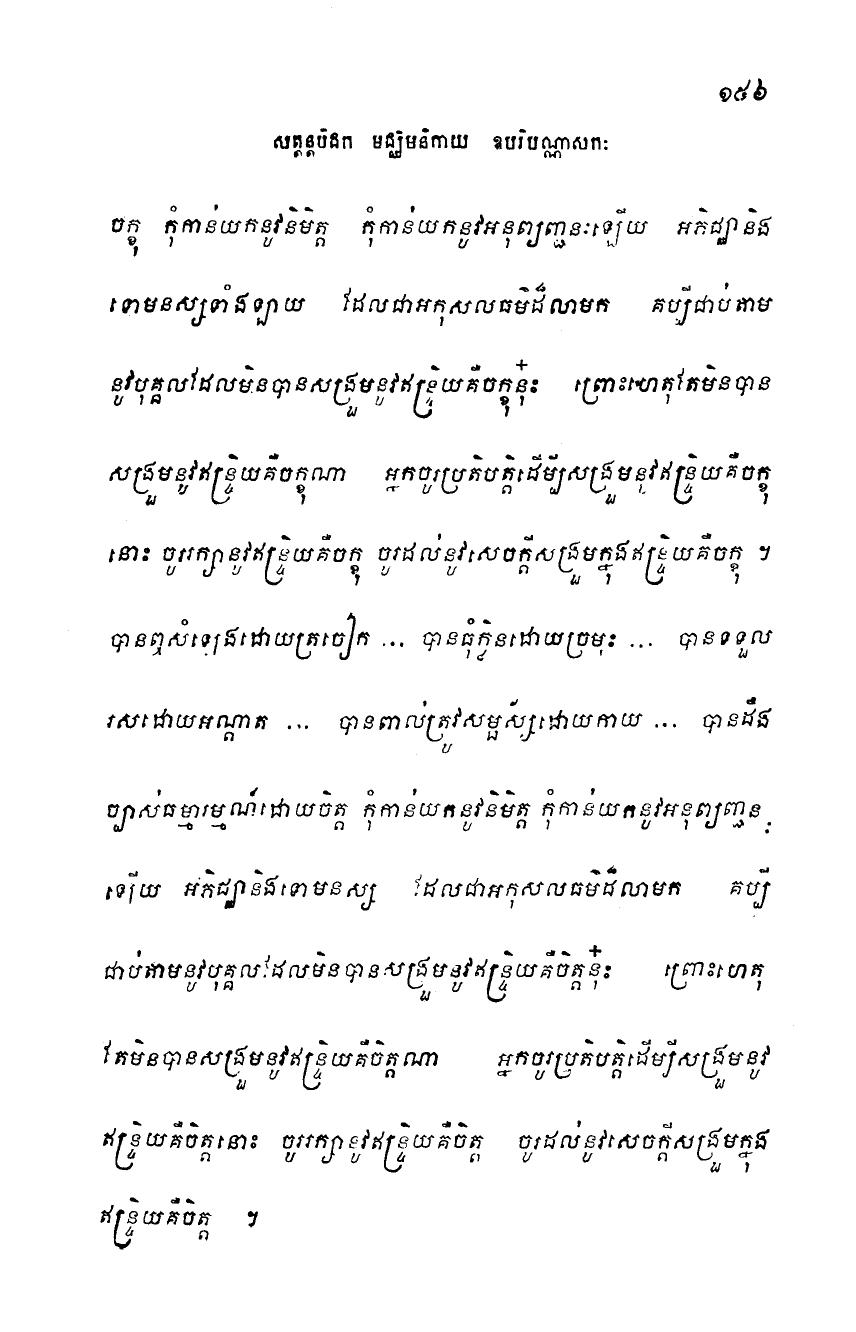 ១៥៦
សុត្តន្តបិដក មជ្ឈិមនិកាយ ឧបរិបណ្ណាសកៈ
ចក្ខុ កុំកាន់យកនូវនិមិត្ត កុំកាន់យកនូវអនុព្យញ្ជនៈឡើយ អភិជ្ឈានិង
ទោមនស្សទាំងឡាយ ដែលជាអកុសលធម៌ដ៏លាមក គប្បីជាប់តាម
នូវបុគ្គលដែលមិនបានសង្រួមនូវឥន្ទ្រិយគឺចក្ខុនុ៎ះ ព្រោះហេតុតែមិនបាន
សង្រួមនូវឥន្ទ្រិយគឺចក្ខុណា អ្នកចូរប្រតិបត្តិដើម្បីសង្រួមនូវឥន្ទ្រិយគឺចក្ខុ
នោះ ចូររក្សានូវឥន្ទ្រិយគឺចក្ខុ ចូរដល់នូវសេចក្តីសង្រួមក្នុងឥន្ទ្រិយគឺចក្ខុ ។
បានឮសំឡេងដោយត្រចៀក ... បានធុំក្លិនដោយច្រមុះ ... បានទទួល
រសដោយអណ្តាត ... បានពាល់ត្រូវសម្ផ័ស្សដោយកាយ ... បានដឹង
ច្បាស់ធម្មារម្មណ៍ដោយចិត្ត កុំកាន់យកនូវនិមិត្ត កុំកាន់យកនូវអនុព្យញ្ជនៈ
ឡើយ អភិជ្ឈានិងទោមនស្ស ដែលជាអកុសលធម៌ដ៏លាមក គប្បី
ជាប់តាមនូវបុគ្គលដែលមិនបានសង្រួមនូវឥន្ទ្រិយគឺចិត្តនុ៎ះ ព្រោះហេតុ
តែមិនបានសង្រួមនូវឥន្ទ្រិយគឺចិត្តណា អ្នកចូរប្រតិបត្តិដើម្បីសង្រួមនូវ
ឥន្ទ្រិយគឺចិត្តនោះ ចូររក្សានូវឥន្ទ្រិយគឺចិត្ត ចូរដល់នូវសេចក្តីសង្រួមក្នុង
ឥន្ទ្រិយគឺចិត្ត ។